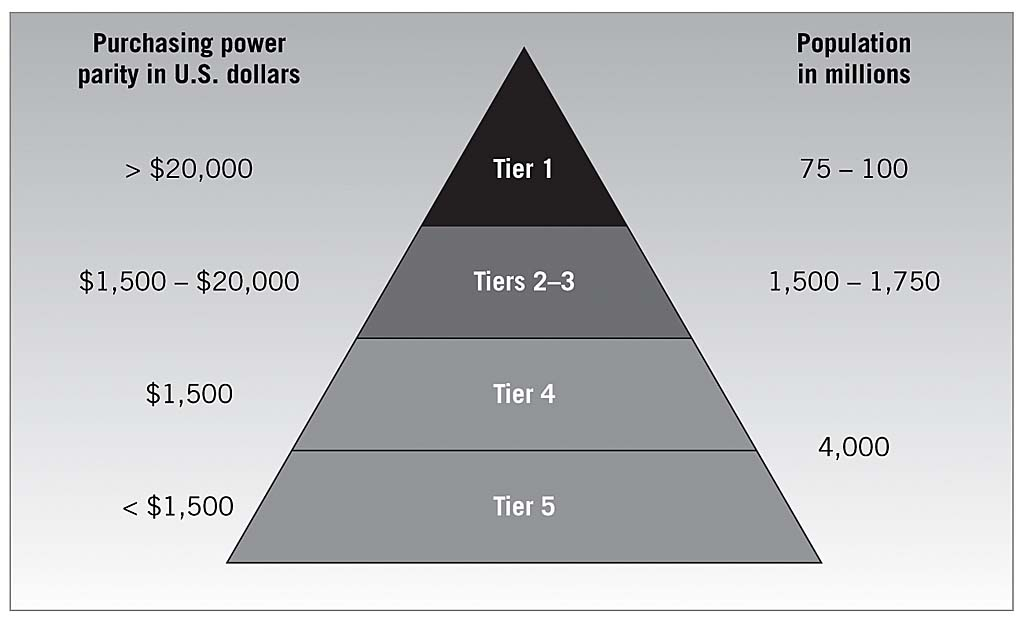 Purchasing power
parity in U.S. dollars
Population
in millions
> $20,000
Tier 1
75 – 100
$1,500 – $20,000
Tiers 2–3
1,500 – 1,750
$1,500
Tier 4
4,000
< $1,500
Tier 5